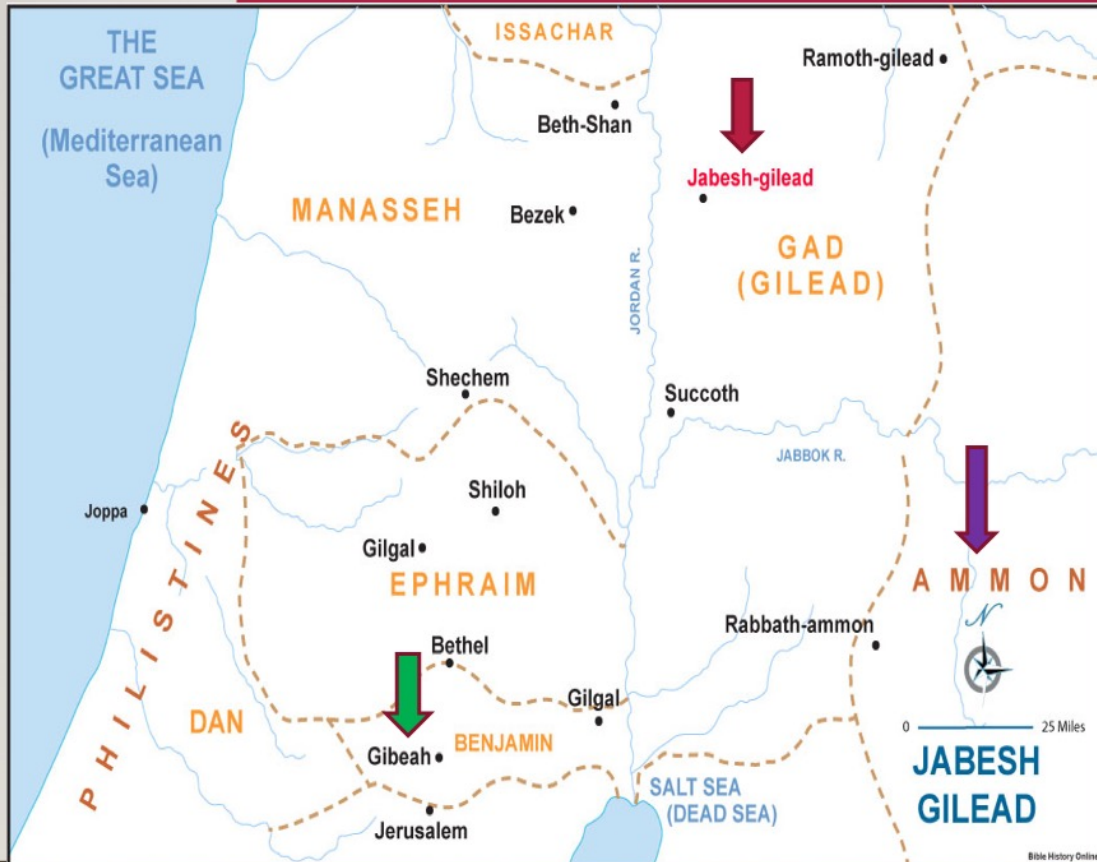 THE
GREAT SEA
(Mediterranean
Sea)
ISSACHAR
Ramoth-gilead
Beth-Shan
Jabesh-gilead
MANASSEH
Bezek
GAD
(GILEAD)
JORDAN R.
Shechem
Succoth
JABBOK R.
PHILISTINES
Joppa
Shiloh
Gilgal
EPHRAIM
AMMON
N
Rabbath-ammon
Bethel
Gilgal
DAN
BENJAMIN
Gibeah
0 25 Miles
JABESH
GILEAD
SALT SEA
(DEAD SEA)
Jerusalem
Bible History Online